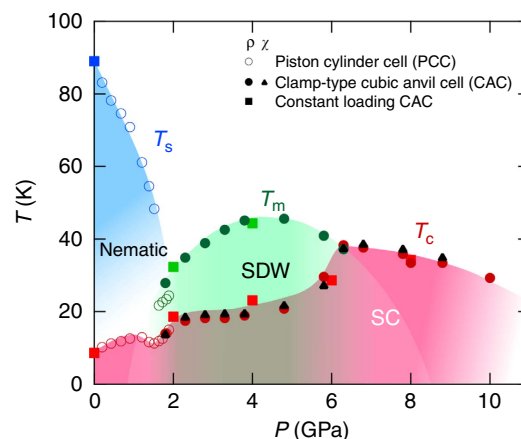 ρ χ
Piston cylinder cell (PCC)
Clamp-type cubic anvil cell (CAC)
Constant loading CAC
100
80
60
40
20
0
T (K)
Ts
Nematic
Tm
SDW
Tc
SC
0
2
4
6
8
10
P (GPa)